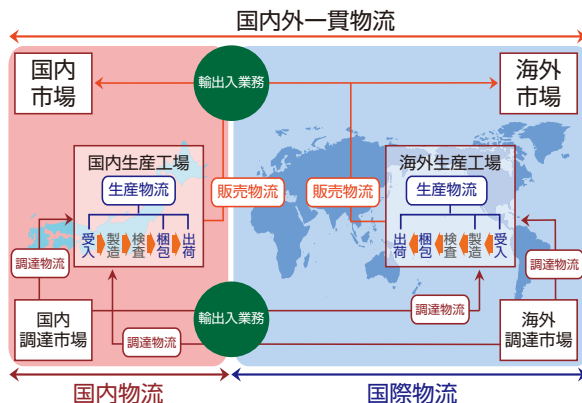 国内外一貫物流
国内
市場
輸出入業務
海外
市場
国内生産工場
生産物流
受入
製造
検査
梱包
出荷
販売物流
販売物流
海外生産工場
生産物流
出荷
梱包
検査
製造
受入
調達物流
調達物流
国内
調達市場
輸出入業務
調達物流
調達物流
海外
調達市場
国内物流
国際物流